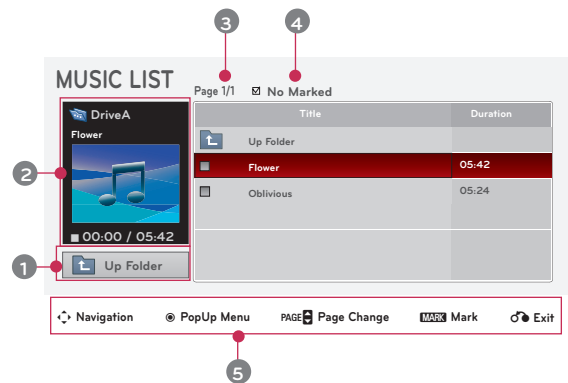 3 4
MUSIC LIST
Page 1/1 ☑ No Marked
DriveA
Flower
00:00 / 05:42
Up Folder
Title Duration
Up Folder
Flower 05:42
Oblivious 05:24
2
1
Navigation PopUp Menu PAGE Page Change MARK Mark Exit
5